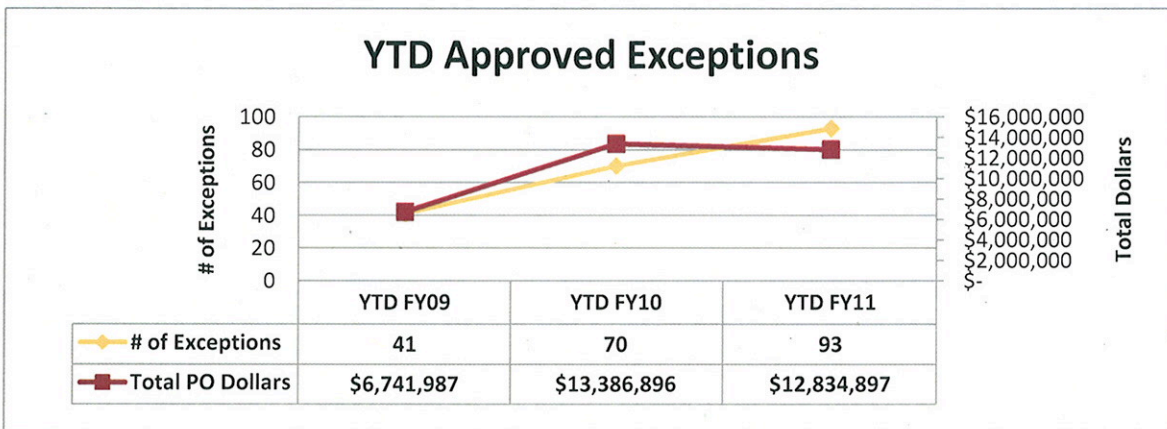 YTD Approved Exceptions
# of Exceptions
100
80
60
40
20
0
$16,000,000
$14,000,000
$12,000,000
$10,000,000
$8,000,000
$6,000,000
$4,000,000
$2,000,000
$-
Total Dollars
YTD FY09 YTD FY10 YTD FY11
# of Exceptions 41 70 93
Total PO Dollars $6,741,987 $13,386,896 $12,834,897